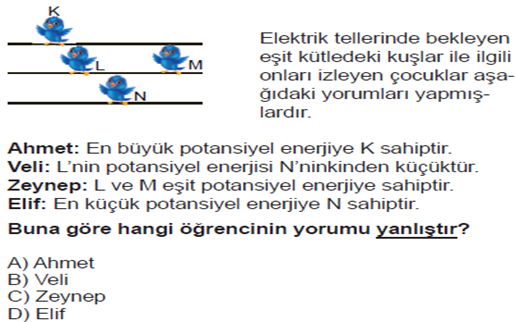 K
L
M
N
Elektrik tellerinde bekleyen
eşit kütledeki kuşlar ile ilgili
onları izleyen çocuklar aşa-
ğıdaki yorumları yapmış-
lardır.
Ahmet: En büyük potansiyel enerjiye K sahiptir.
Veli: L'nin potansiyel enerjisi N'ninkinden küçüktür.
Zeynep: L ve M eşit potansiyel enerjiye sahiptir.
Elif: En küçük potansiyel enerjiye N sahiptir.
Buna göre hangi öğrencinin yorumu yanlıştır?
A) Ahmet
B) Veli
C) Zeynep
D) Elif